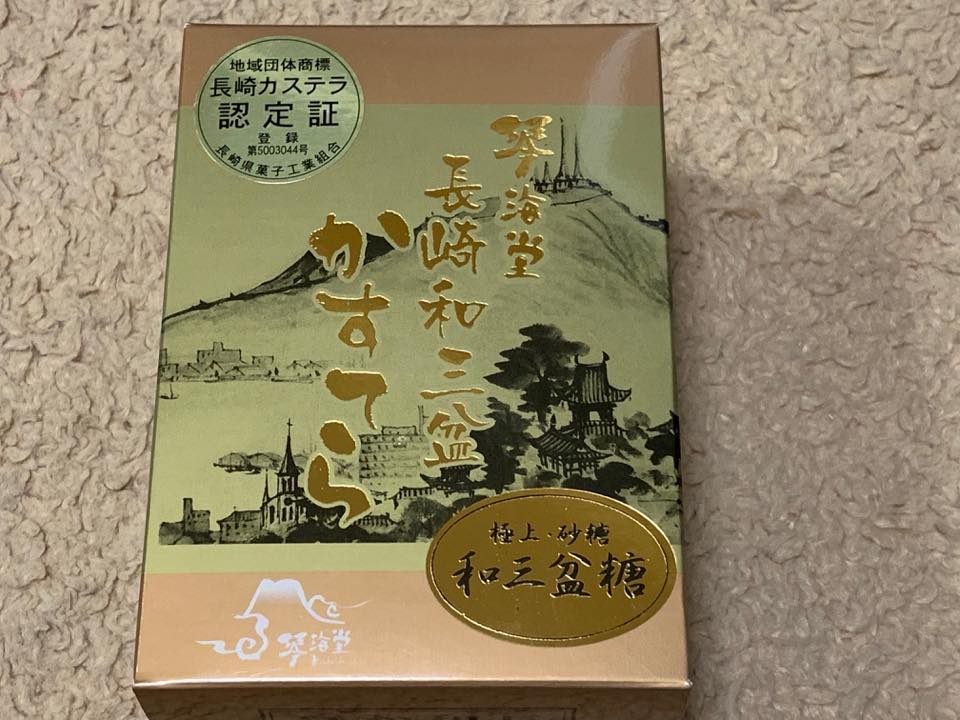 地域団体商標
長崎カステラ
認定証
登録
第5003044号
長崎県菓子工業組合
琴海堂
長崎和三盆
かすてら
極上・砂糖
和三盆糖
琴海堂